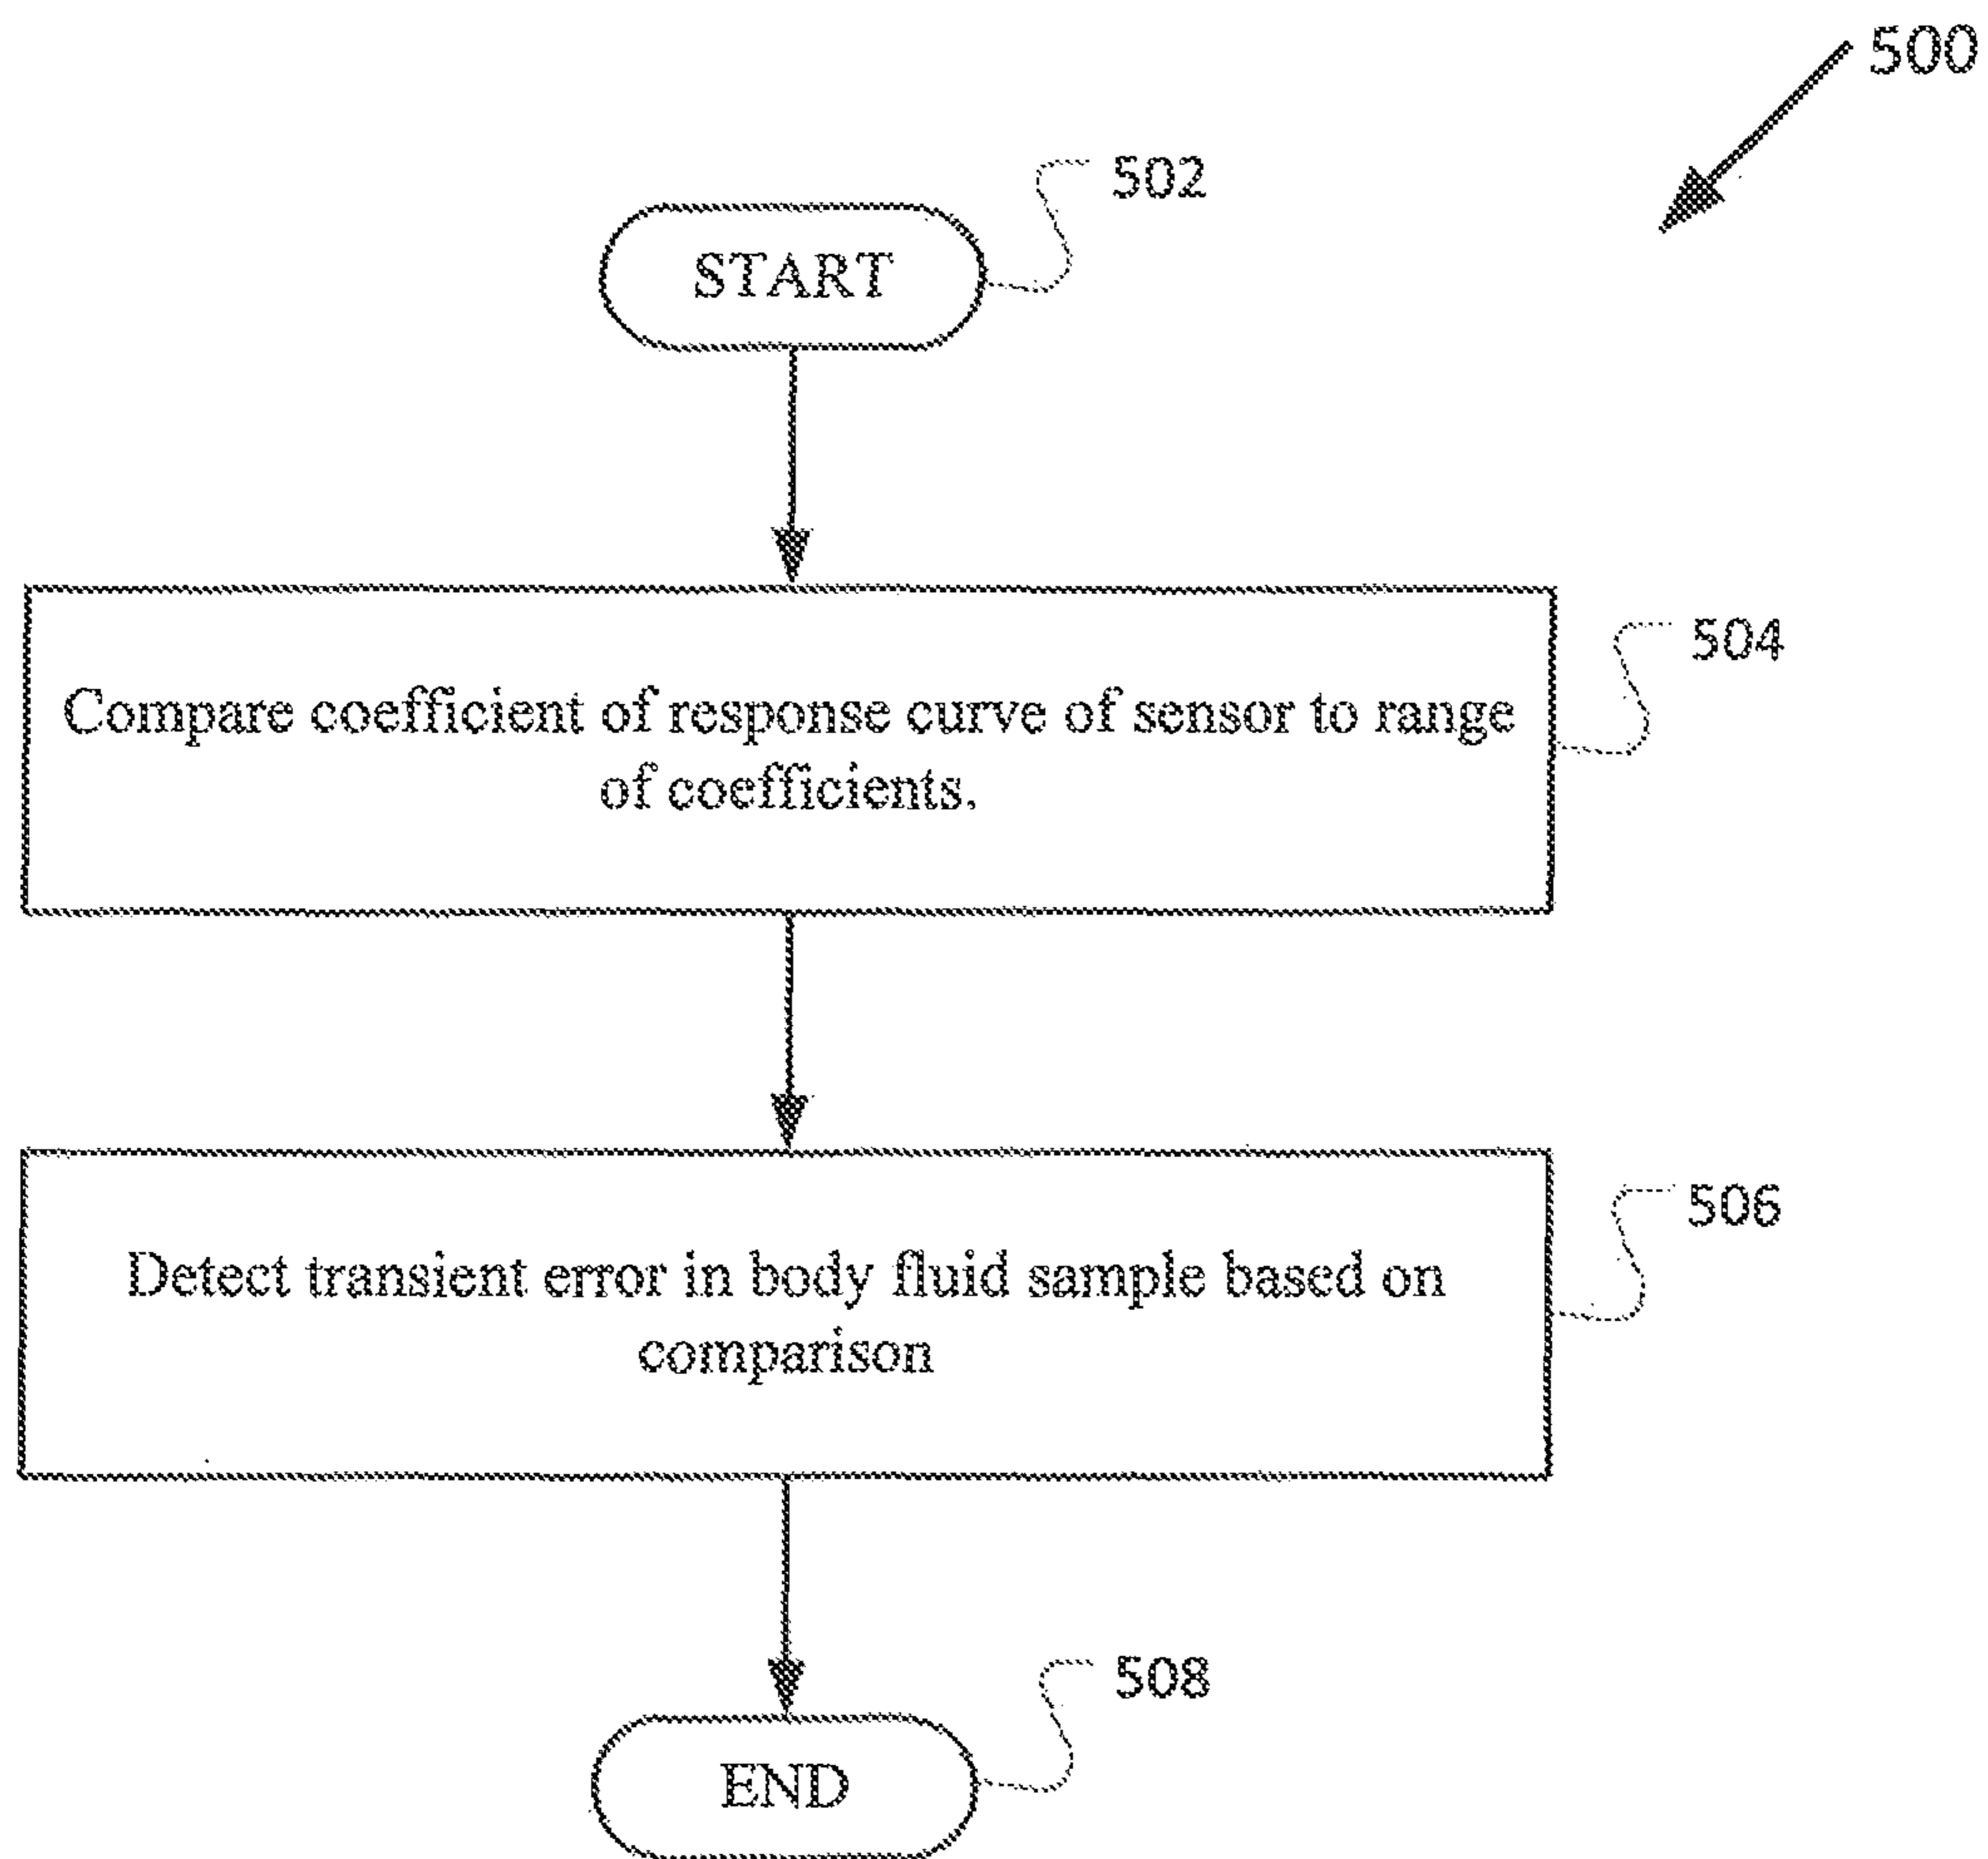 500
502
START
504
Compare coefficient of response curve of sensor to range
of coefficients.
506
Detect transient error in body fluid sample based on
comparison
508
END